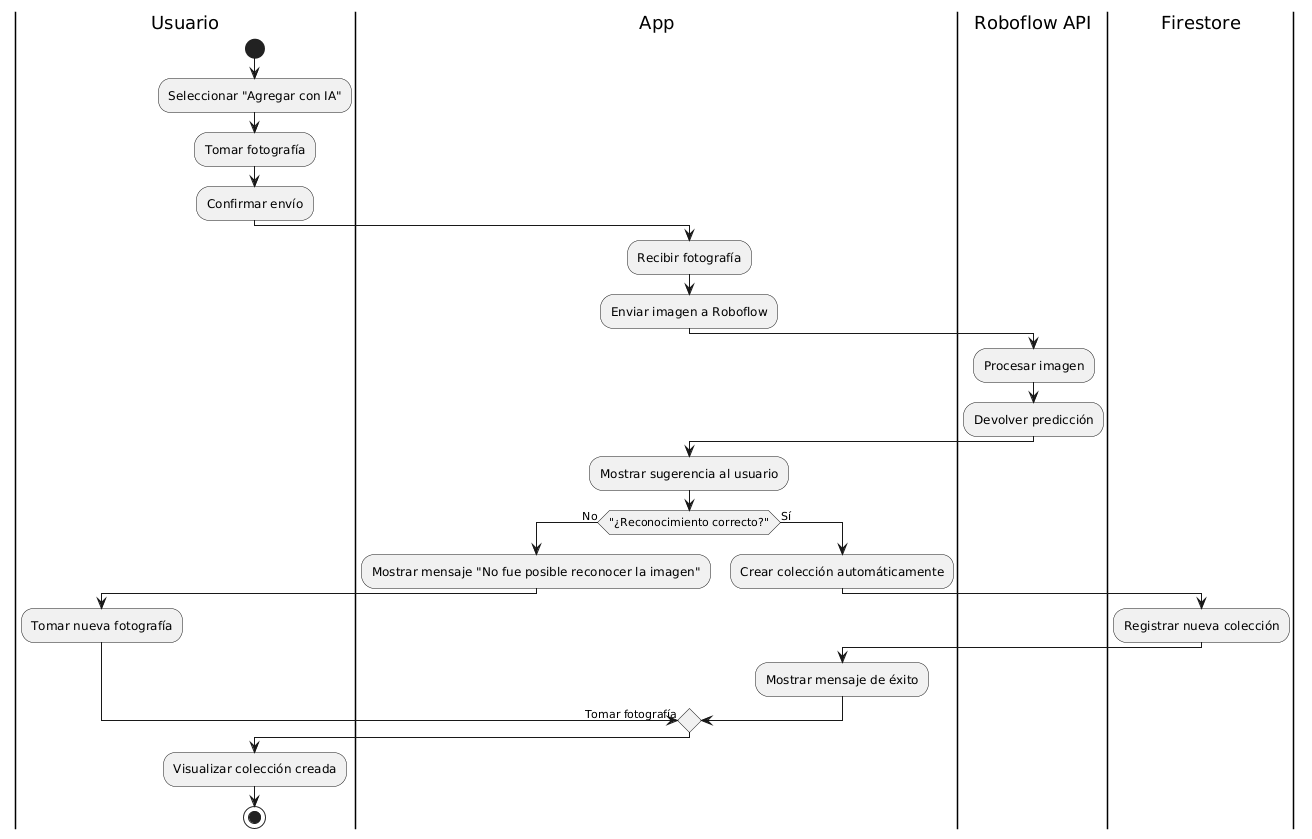 Usuario
App
Roboflow API
Firestore
Seleccionar "Agregar con IA"
Tomar fotografía
Confirmar envío
Recibir fotografía
Enviar imagen a Roboflow
Procesar imagen
Devolver predicción
Mostrar sugerencia al usuario
No
"¿Reconocimiento correcto?"
Sí
Mostrar mensaje "No fue posible reconocer la imagen"
Crear colección automáticamente
Tomar nueva fotografía
Registrar nueva colección
Mostrar mensaje de éxito
Tomar fotografía
Visualizar colección creada